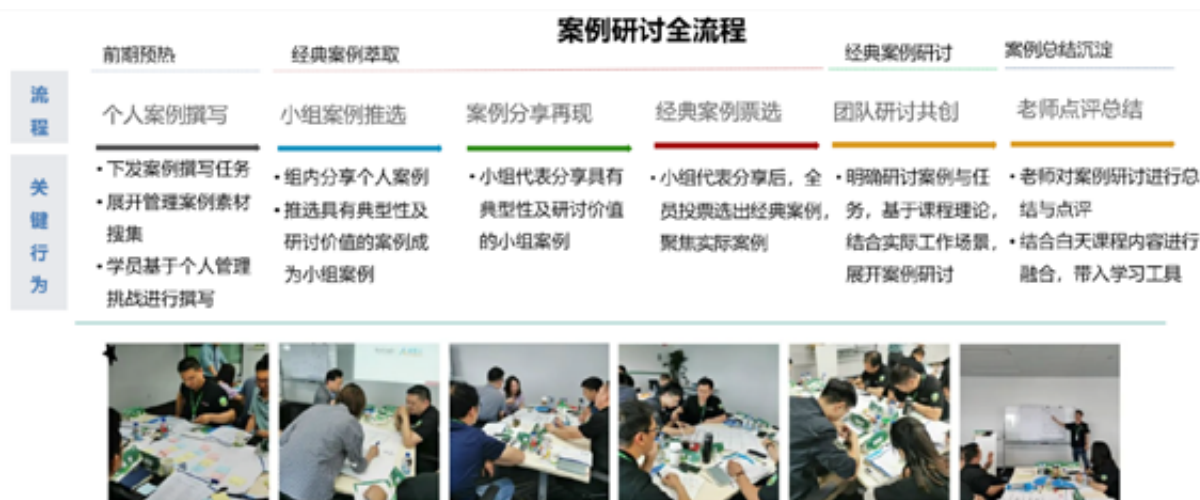 案例研讨全流程
前期预热
经典案例萃取
经典案例研讨
案例总结沉淀
流程
个人案例撰写
小组案例推选
案例分享再现
经典案例票选
团队研讨共创
老师点评总结
关键行为
•下发案例撰写任务
•展开管理案例素材
搜集
•学员基于个人管理
挑战进行撰写
•组内分享个人案例
•推选具有典型性及
研讨价值的案例成
为小组案例
•小组代表分享具有
典型性及研讨价值
的小组案例
•小组代表分享后，全
员投票选出经典案例，
聚焦实际案例
•明确研讨案例与任
务，基于课程理论，
结合实际工作场景，
展开案例研讨
•老师对案例研讨进行总
结与点评
•结合白天课程内容进行
融合，带入学习工具